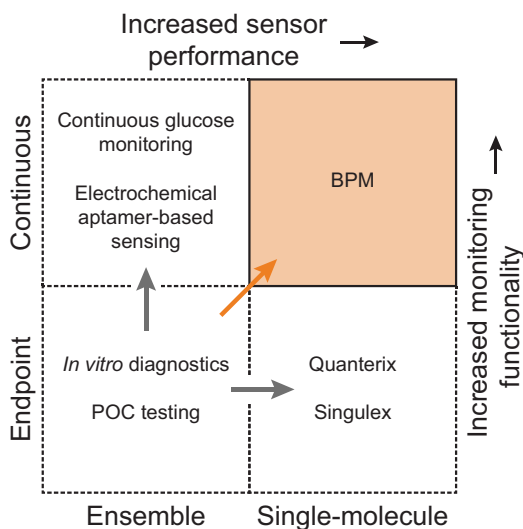 Increased sensor
performance
Continuous
Continuous glucose
monitoring
Electrochemical
aptamer-based
sensing
BPM
Increased monitoring
functionality
Endpoint
In vitro diagnostics
POC testing
Quanterix
Singulex
Ensemble
Single-molecule